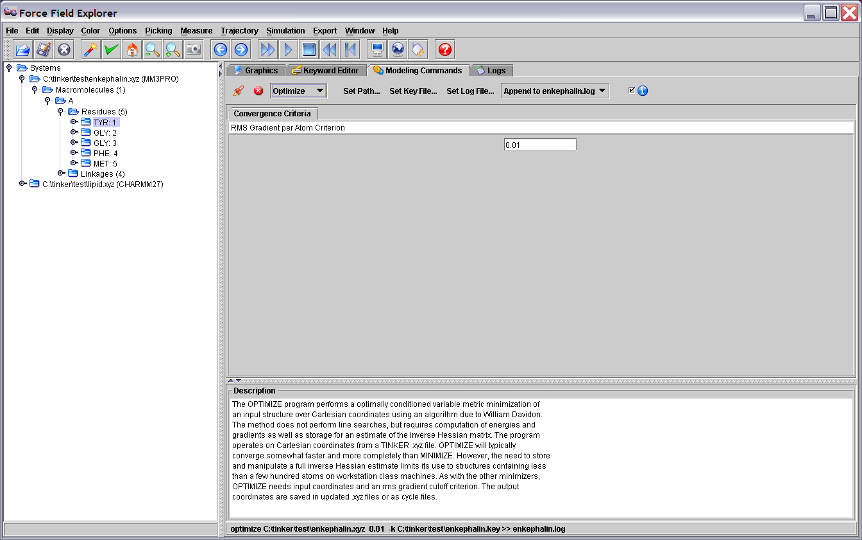 Force Field Explorer
File Edit Display Color Options Picking Measure Trajectory Simulation Export Window Help
Systems
C:\tinker\test\enkephalin.xyz (MM3PRO)
Macromolecules (1)
A
Residues (5)
TYR: 1
GLY: 2
GLY: 3
PHE: 4
MET: 5
Linkages (4)
C:\tinker\test\lipid.xyz (CHARMM27)
Graphics Keyword Editor Modeling Commands Logs
Optimize Set Path... Set Key File... Set Log File... Append to enkephalin.log
Convergence Criteria
RMS Gradient per Atom Criterion
0.01
Description
The OPTIMIZE program performs a optimally conditioned variable metric minimization of
an input structure over Cartesian coordinates using an algorithm due to William Davidon.
The method does not perform line searches, but requires computation of energies and
gradients as well as storage for an estimate of the inverse Hessian matrix. The program
operates on Cartesian coordinates from a TINKER .xyz file. OPTIMIZE will typically
converge somewhat faster and more completely than MINIMIZE. However, the need to store
and manipulate a full inverse Hessian estimate limits its use to structures containing less
than a few hundred atoms on workstation class machines. As with the other minimizers,
OPTIMIZE needs input coordinates and an rms gradient cutoff criterion. The output
coordinates are saved in updated .xyz files or as cycle files.
optimize C:\tinker\test\enkephalin.xyz 0.01 -k C:\tinker\test\enkephalin.key >> enkephalin.log